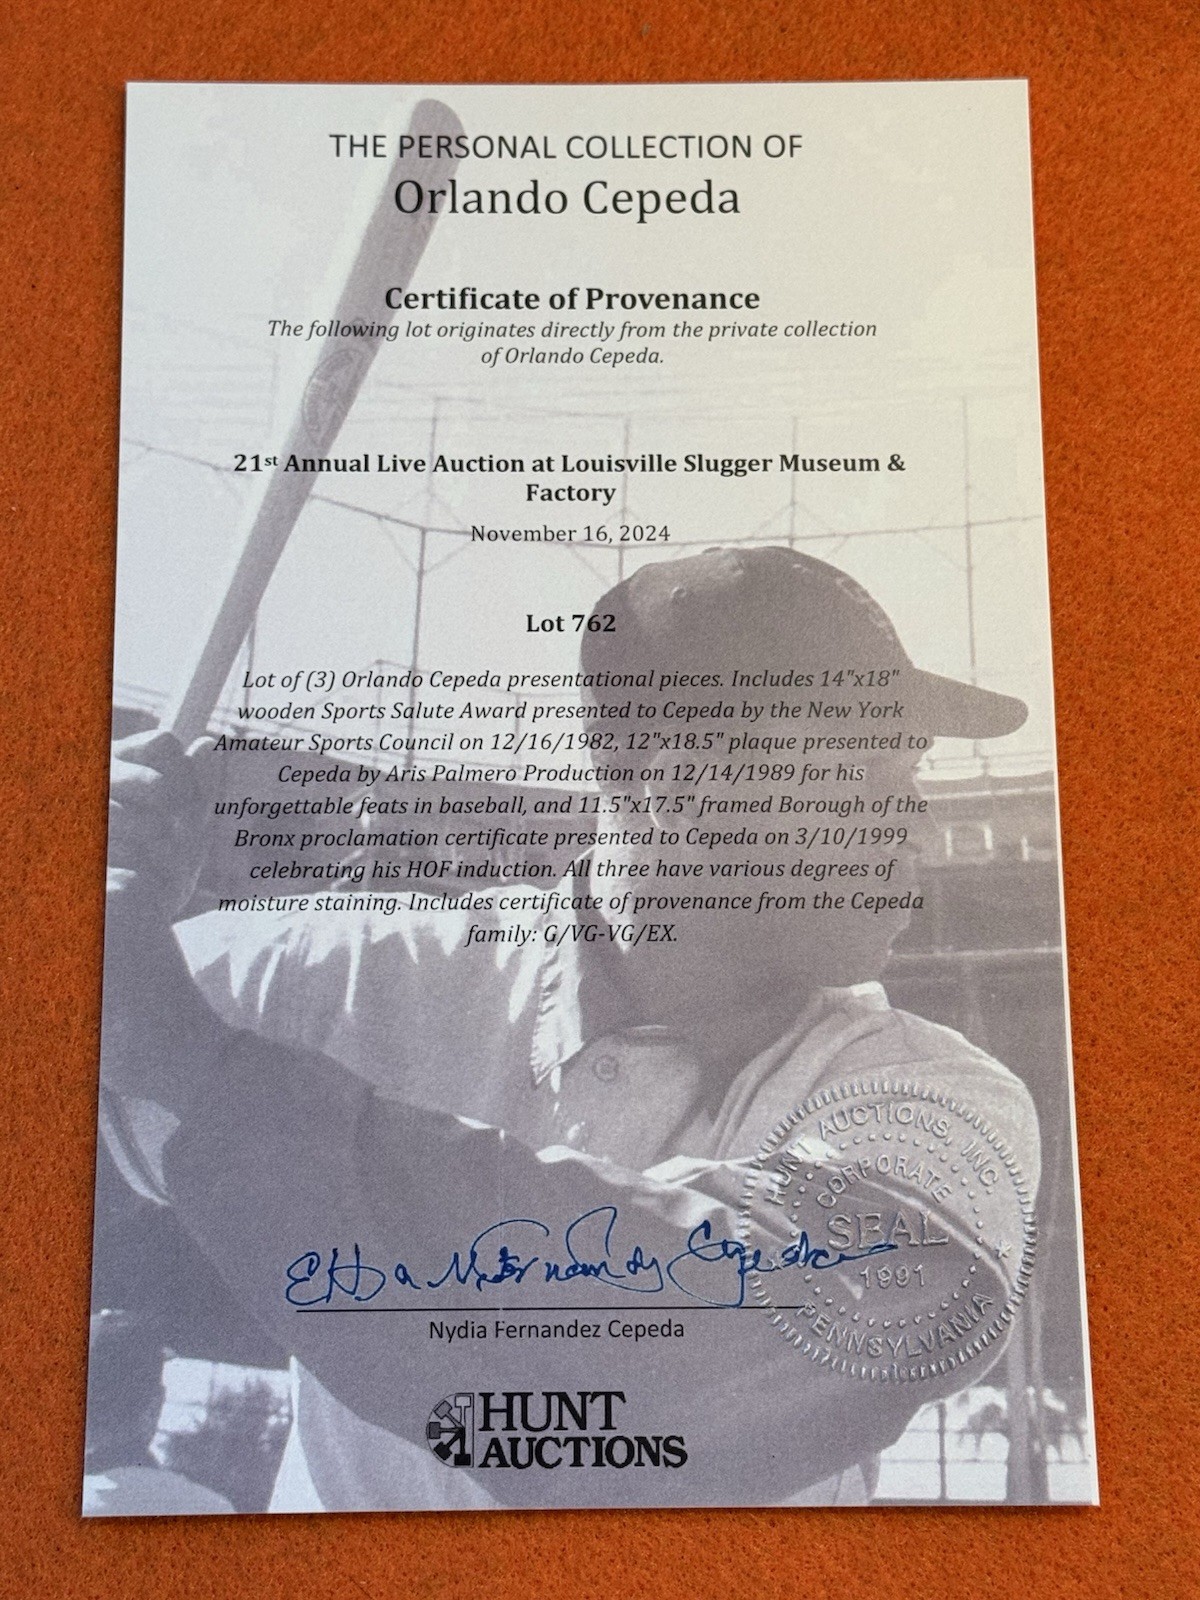 THE PERSONAL COLLECTION OF
Orlando Cepeda
Certificate of Provenance
The following lot originates directly from the private collection
of Orlando Cepeda.
21st Annual Live Auction at Louisville Slugger Museum &
Factory
November 16, 2024
Lot 762
Lot of (3) Orlando Cepeda presentational pieces. Includes 14"x18"
wooden Sports Salute Award presented to Cepeda by the New York
Amateur Sports Council on 12/16/1982, 12"x18.5" plaque presented to
Cepeda by Aris Palmero Production on 12/14/1989 for his
unforgettable feats in baseball, and 11.5"x17.5" framed Borough of the
Bronx proclamation certificate presented to Cepeda on 3/10/1999
celebrating his HOF induction. All three have various degrees of
moisture staining. Includes certificate of provenance from the Cepeda
family: G/VG-VG/EX.
HUNT AUCTIONS, INC.
CORPORATE
SEAL
1991
PENNSYLVANIA
Nydia Fernandez Cepeda
HUNT
AUCTIONS